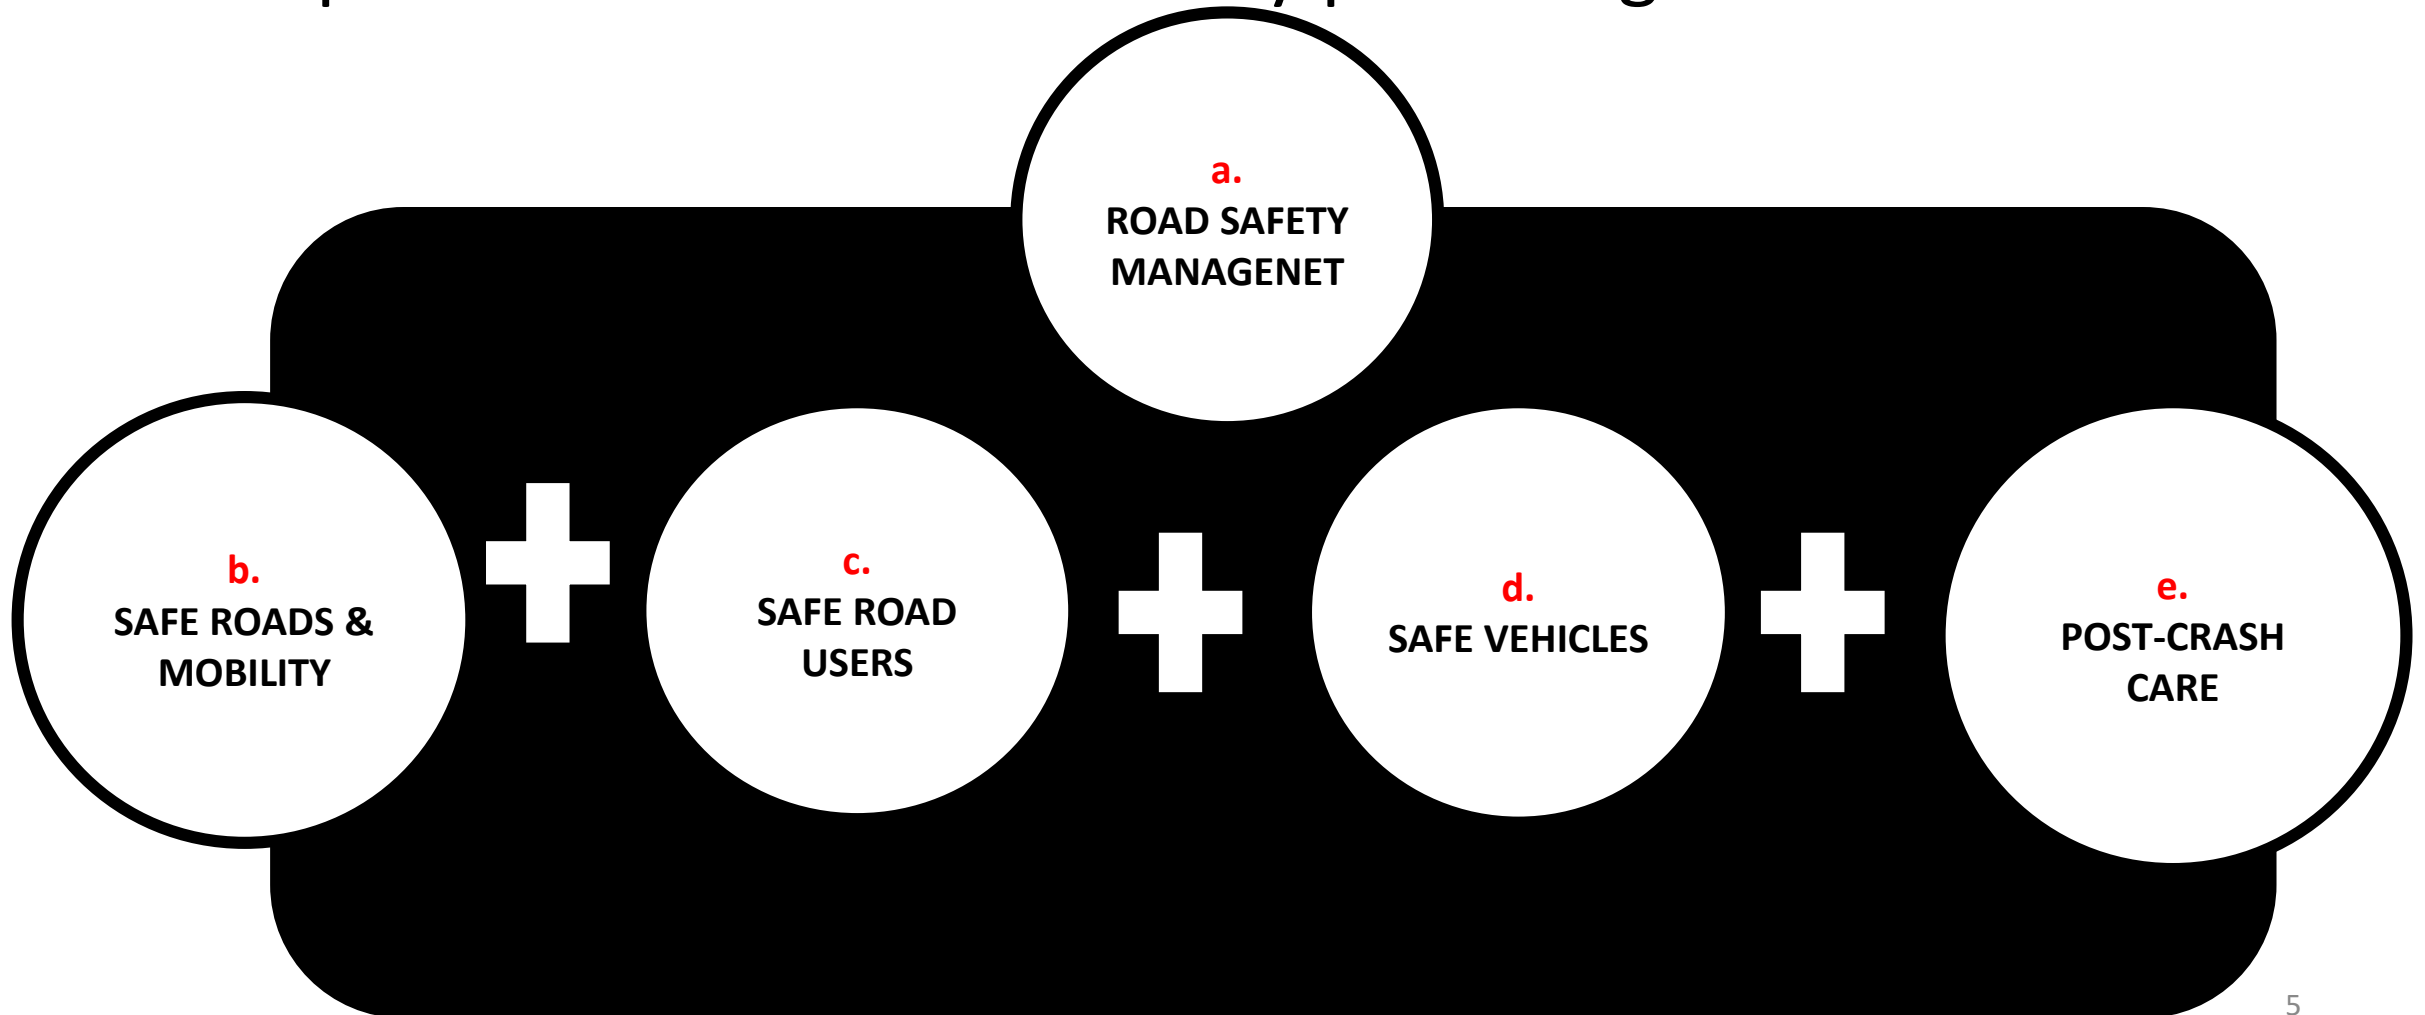 a.
ROAD SAFETY
MANAGENET
b.
SAFE ROADS &
MOBILITY
c.
SAFE ROAD
USERS
d.
SAFE VEHICLES
e.
POST-CRASH
CARE
5